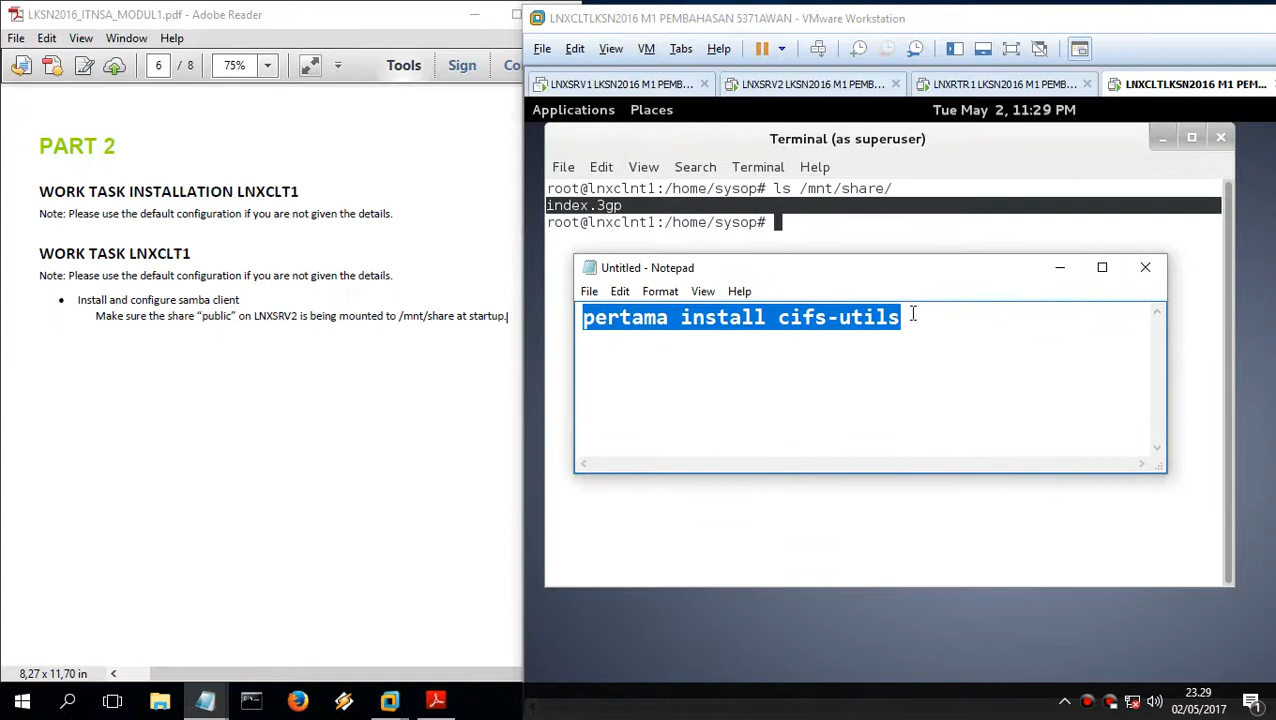 LKSN2016_ITNSA_MODUL1.pdf - Adobe Reader
File Edit View Window Help
6 / 8 75% Tools Sign Co
PART 2
WORK TASK INSTALLATION LNXCLT1
Note: Please use the default configuration if you are not given the details.
WORK TASK LNXCLT1
Note: Please use the default configuration if you are not given the details.
• Install and configure samba client
Make sure the share “public” on LNXSRV2 is being mounted to /mnt/share at startup.
8,27 x 11,70 in
LNXCLTLKSN2016 M1 PEMBAHASAN 5371AWAN - VMware Workstation
File Edit View VM Tabs Help
LNXSRV1 LKSN2016 M1 PEMB... LNXSRV2 LKSN2016 M1 PEMB... LNXRTR1 LKSN2016 M1 PEMB... LNXCLTLKSN2016 M1 PEM...
Applications Places Tue May 2, 11:29 PM
Terminal (as superuser)
File Edit View Search Terminal Help
root@lnxclnt1:/home/sysop# ls /mnt/share/
index.3gp
root@lnxclnt1:/home/sysop#
Untitled - Notepad
File Edit Format View Help
pertama install cifs-utils
23.29
02/05/2017
1